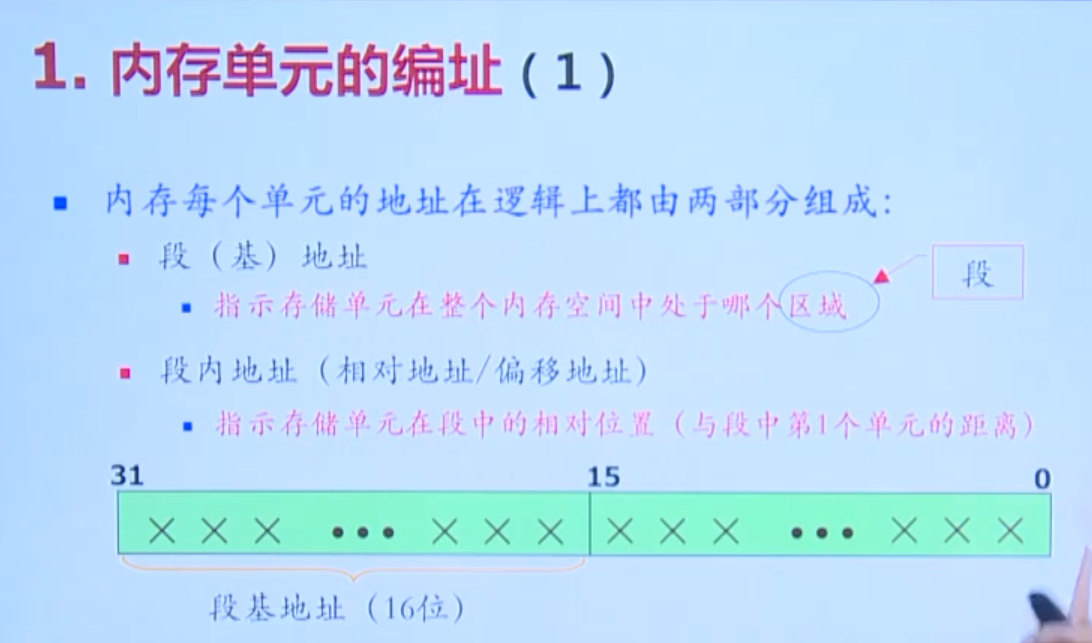 1. 内存单元的编址（1）
内存每个单元的地址在逻辑上都由两部分组成：
段（基）地址
段
指示存储单元在整个内存空间中处于哪个区域
段内地址（相对地址/偏移地址）
指示存储单元在段中的相对位置（与段中第1个单元的距离）
31 15 0
××× ••• ××× ××× ••• ×××
段基地址（16位）